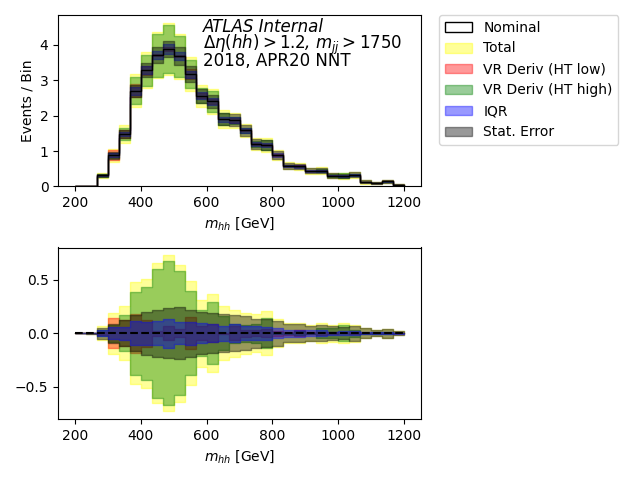 ATLAS Internal
Δη(hh) > 1.2, m_jj > 1750
2018, APR20 NNT
Events / Bin
4
3
2
1
0
200 400 600 800 1000 1200
m_hh [GeV]
Nominal
Total
VR Deriv (HT low)
VR Deriv (HT high)
IQR
Stat. Error
0.5
0.0
−0.5
200 400 600 800 1000 1200
m_hh [GeV]